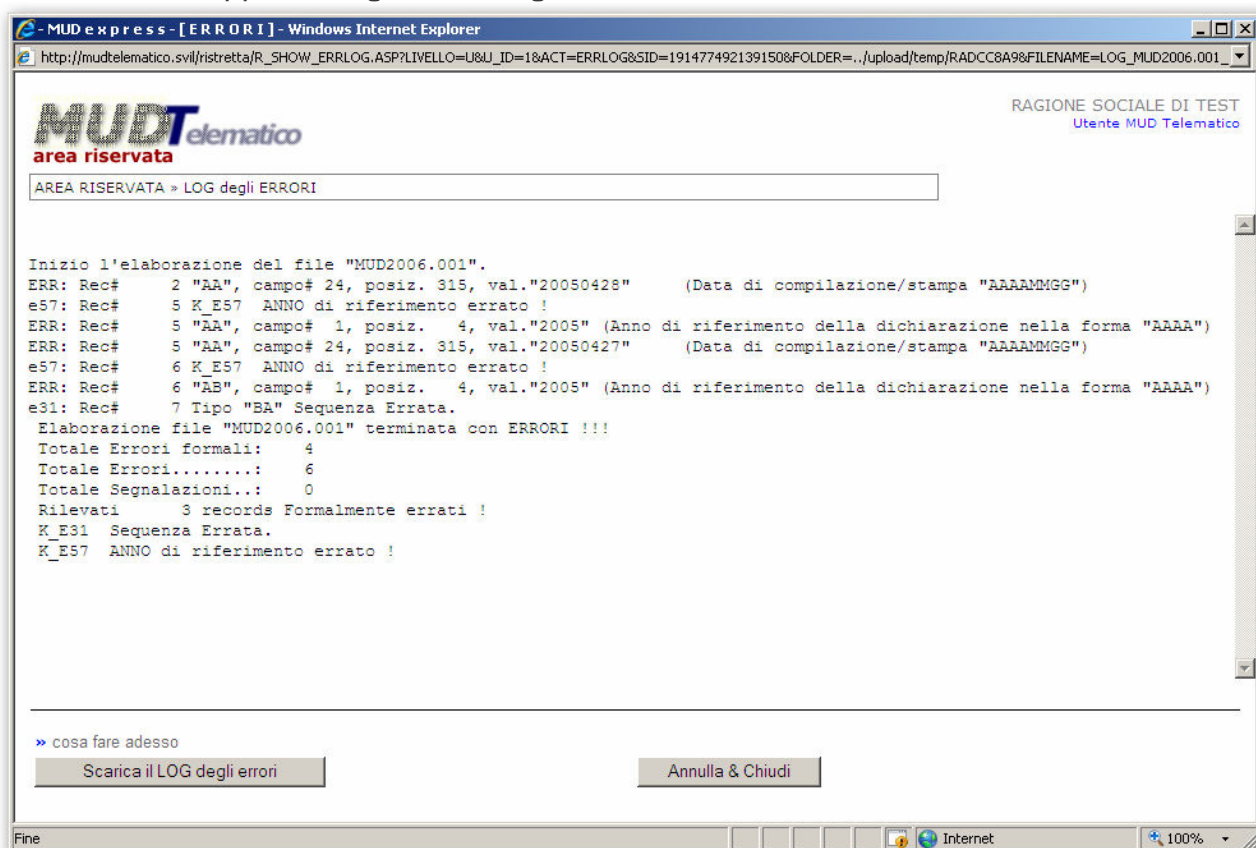 - MUD e x p r e s s - [ E R R O R I ] - Windows Internet Explorer
http://mudtelematico.svil/ristretta/R_SHOW_ERRLOG.ASP?LIVELLO=U&U_ID=1&ACT=ERRLOG&SID=191477492139150&FOLDER=../upload/temp/RADCC8A9&FILENAME=LOG_MUD2006.001_
MUDTelematico
area riservata
RAGIONE SOCIALE DI TEST
Utente MUD Telematico
AREA RISERVATA » LOG degli ERRORI
Inizio l'elaborazione del file "MUD2006.001".
ERR: Rec# 2 "AA", campo# 24, posiz. 315, val."20050428" (Data di compilazione/stampa "AAAAMMGG")
e57: Rec# 5 K_E57 ANNO di riferimento errato !
ERR: Rec# 5 "AA", campo# 1, posiz. 4, val."2005" (Anno di riferimento della dichiarazione nella forma "AAAA")
ERR: Rec# 5 "AA", campo# 24, posiz. 315, val."20050427" (Data di compilazione/stampa "AAAAMMGG")
e57: Rec# 6 K_E57 ANNO di riferimento errato !
ERR: Rec# 6 "AB", campo# 1, posiz. 4, val."2005" (Anno di riferimento della dichiarazione nella forma "AAAA")
e31: Rec# 7 Tipo "BA" Sequenza Errata.
Elaborazione file "MUD2006.001" terminata con ERRORI !!!
Totale Errori formali: 4
Totale Errori........: 6
Totale Segnalazioni..: 0
Rilevati 3 records Formalmente errati !
K_E31 Sequenza Errata.
K_E57 ANNO di riferimento errato !
» cosa fare adesso
Scarica il LOG degli errori
Annulla & Chiudi
Fine
Internet
100%